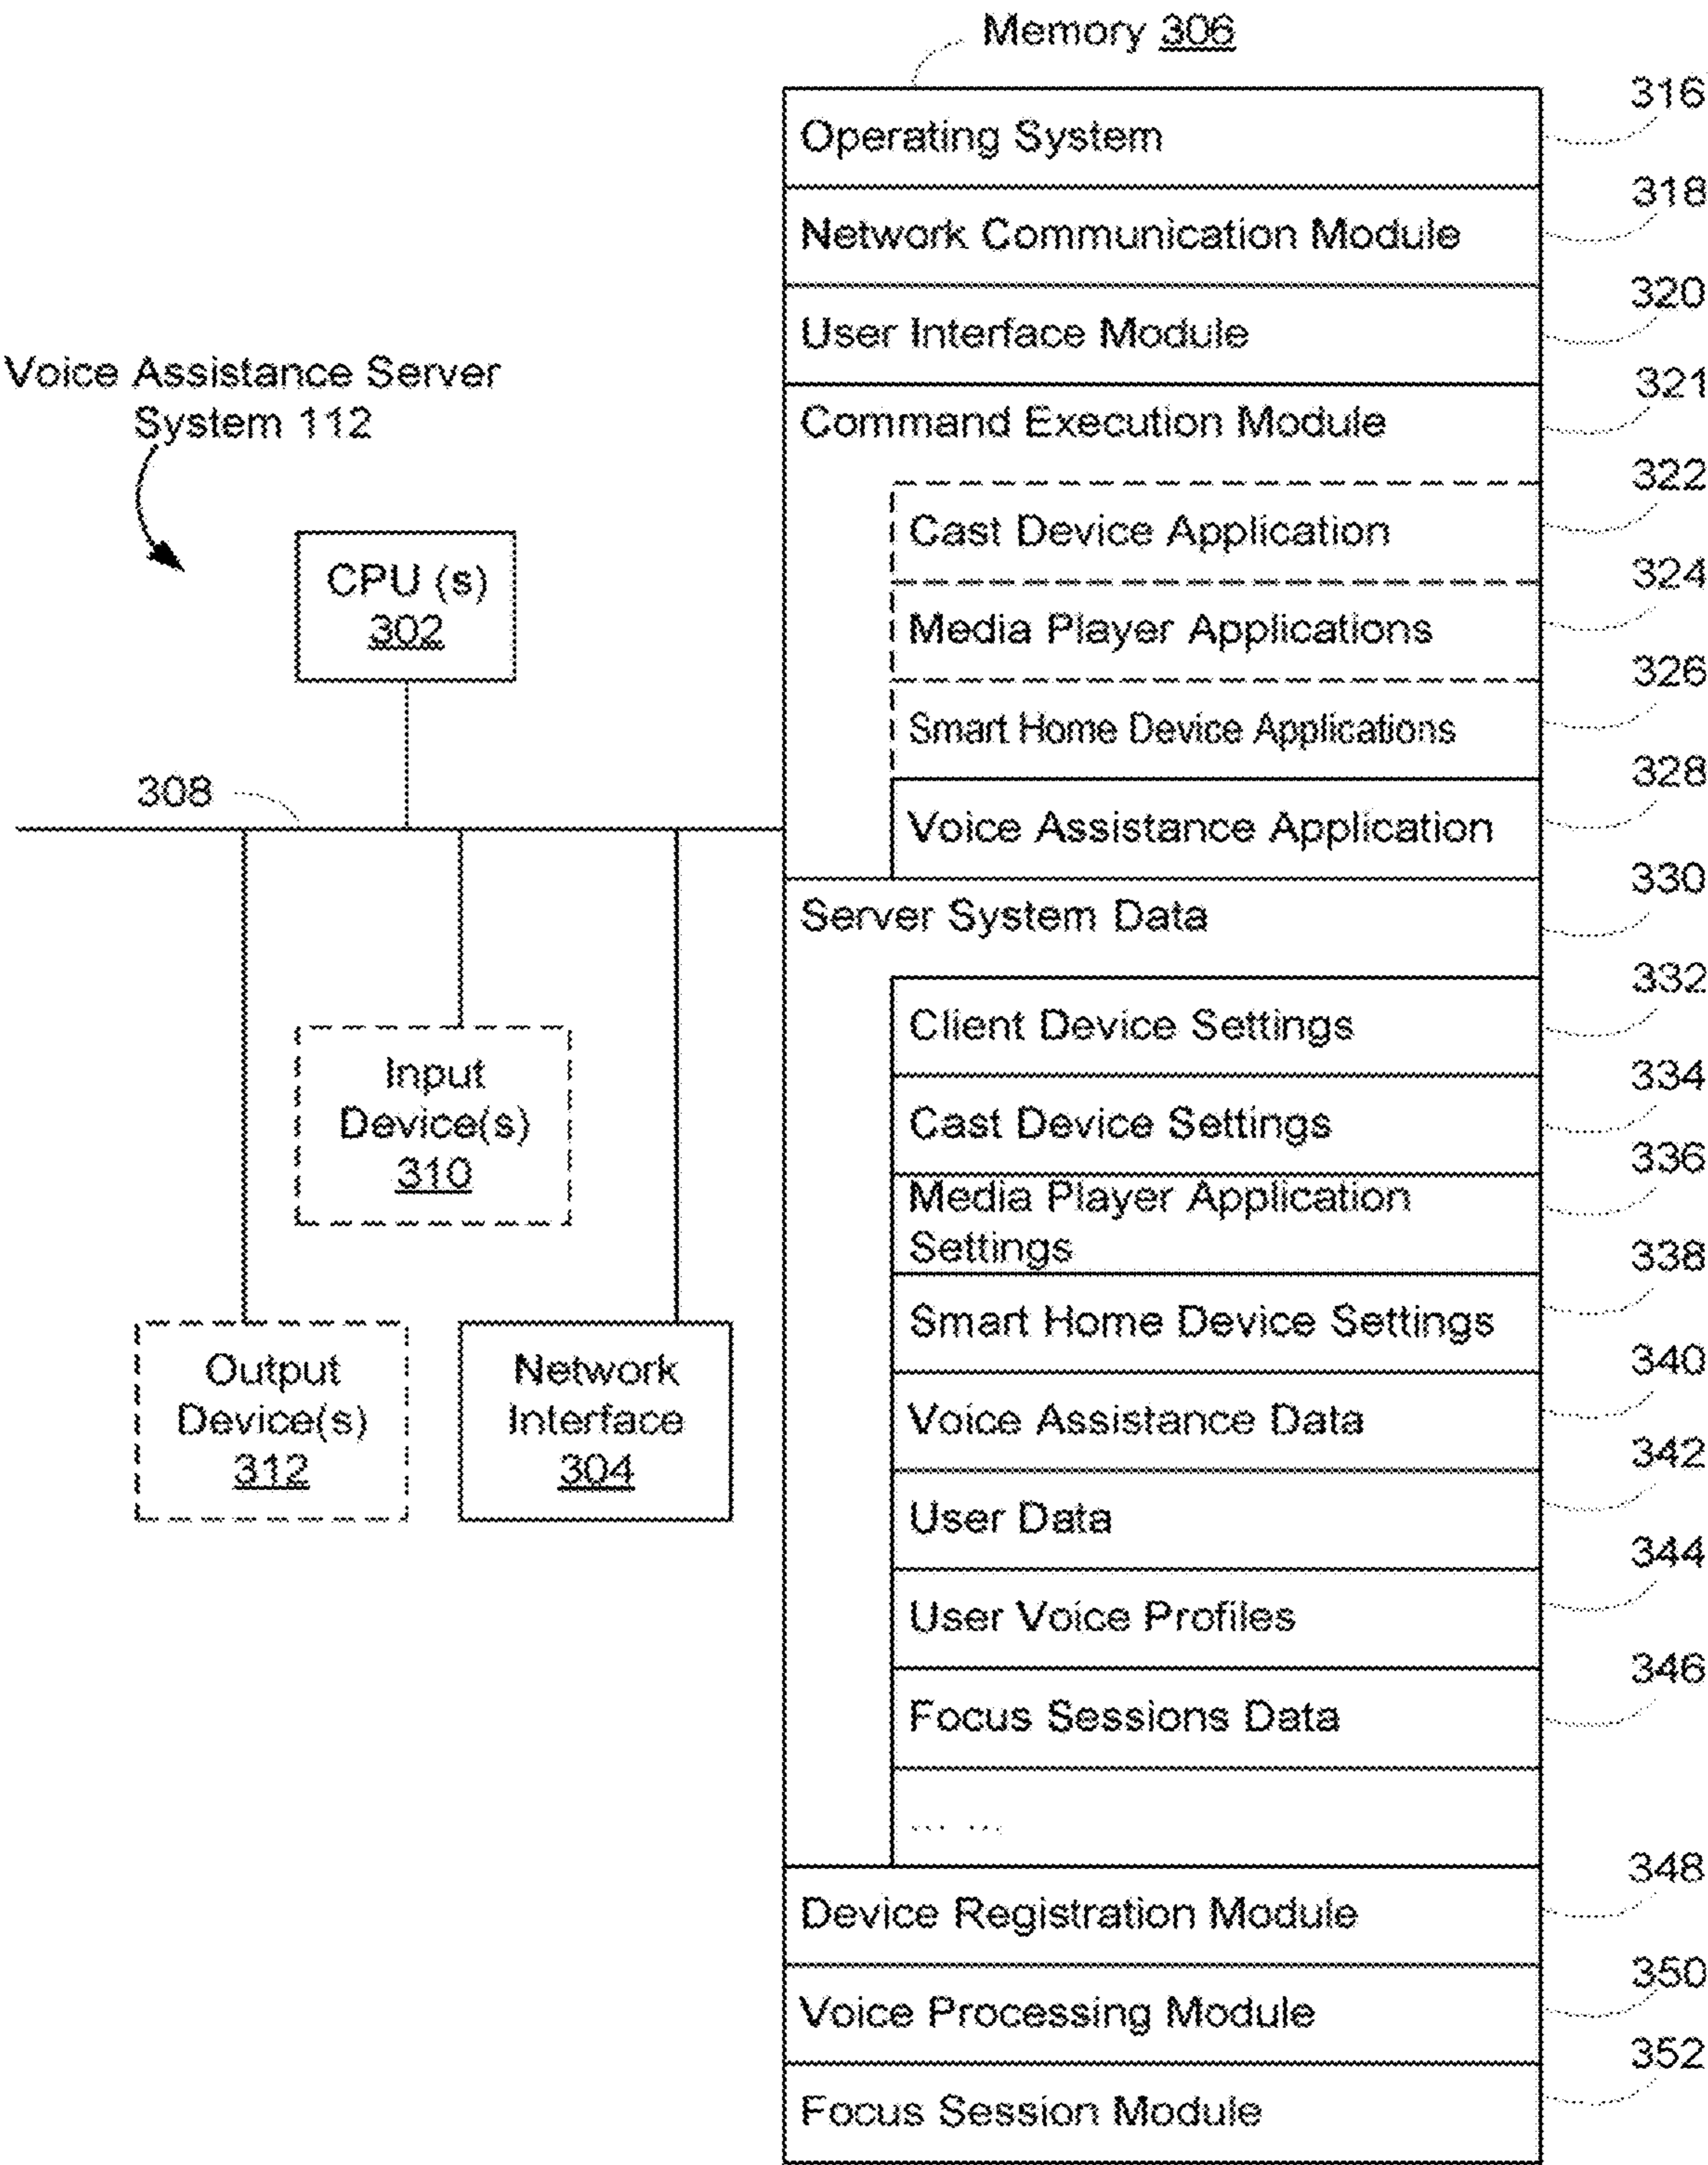 Memory 306
316
Operating System
318
Network Communication Module
320
User Interface Module
321
Command Execution Module
322
Cast Device Application
324
Media Player Applications
326
Smart Home Device Applications
328
Voice Assistance Application
330
Server System Data
332
Client Device Settings
334
Cast Device Settings
336
Media Player Application
Settings
338
Smart Home Device Settings
340
Voice Assistance Data
342
User Data
344
User Voice Profiles
346
Focus Sessions Data
... ...
348
Device Registration Module
350
Voice Processing Module
352
Focus Session Module
Voice Assistance Server
System 112
CPU (s)
302
308
Input
Device(s)
310
Output
Device(s)
312
Network
Interface
304